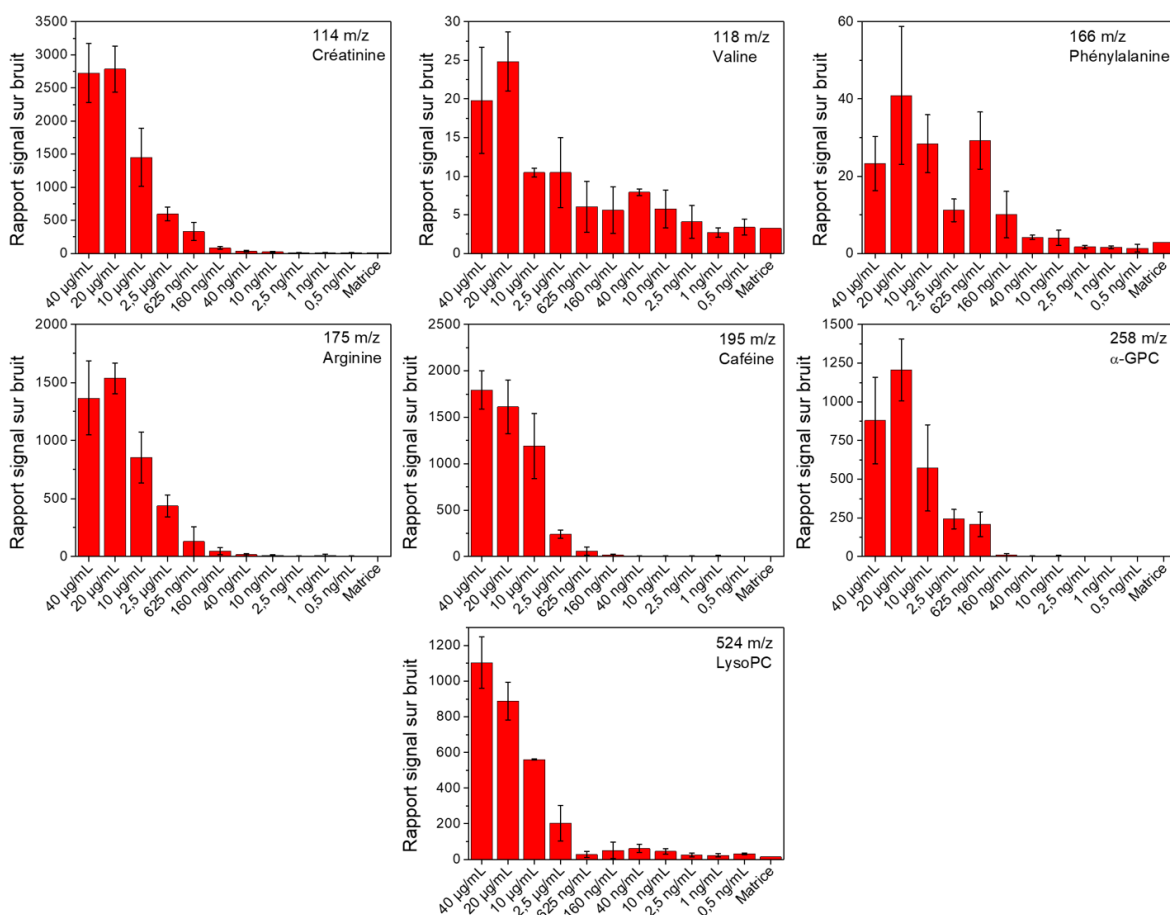 114 m/z
Créatinine
Rapport signal sur bruit
3500
3000
2500
2000
1500
1000
500
0
40 µg/mL
20 µg/mL
10 µg/mL
2,5 µg/mL
625 ng/mL
160 ng/mL
40 ng/mL
10 ng/mL
2,5 ng/mL
1 ng/mL
0,5 ng/mL
Matrice
118 m/z
Valine
Rapport signal sur bruit
30
25
20
15
10
5
0
40 µg/mL
20 µg/mL
10 µg/mL
2,5 µg/mL
625 ng/mL
160 ng/mL
40 ng/mL
10 ng/mL
2,5 ng/mL
1 ng/mL
0,5 ng/mL
Matrice
166 m/z
Phénylalanine
Rapport signal sur bruit
60
40
20
0
40 µg/mL
20 µg/mL
10 µg/mL
2,5 µg/mL
625 ng/mL
160 ng/mL
40 ng/mL
10 ng/mL
2,5 ng/mL
1 ng/mL
0,5 ng/mL
Matrice
175 m/z
Arginine
Rapport signal sur bruit
2000
1500
1000
500
0
40 µg/mL
20 µg/mL
10 µg/mL
2,5 µg/mL
625 ng/mL
160 ng/mL
40 ng/mL
10 ng/mL
2,5 ng/mL
1 ng/mL
0,5 ng/mL
Matrice
195 m/z
Caféine
Rapport signal sur bruit
2500
2000
1500
1000
500
0
40 µg/mL
20 µg/mL
10 µg/mL
2,5 µg/mL
625 ng/mL
160 ng/mL
40 ng/mL
10 ng/mL
2,5 ng/mL
1 ng/mL
0,5 ng/mL
Matrice
258 m/z
α-GPC
Rapport signal sur bruit
1500
1250
1000
750
500
250
0
40 µg/mL
20 µg/mL
10 µg/mL
2,5 µg/mL
625 ng/mL
160 ng/mL
40 ng/mL
10 ng/mL
2,5 ng/mL
1 ng/mL
0,5 ng/mL
Matrice
524 m/z
LysoPC
Rapport signal sur bruit
1200
1000
800
600
400
200
0
40 µg/mL
20 µg/mL
10 µg/mL
2,5 µg/mL
625 ng/mL
160 ng/mL
40 ng/mL
10 ng/mL
2,5 ng/mL
1 ng/mL
0,5 ng/mL
Matrice